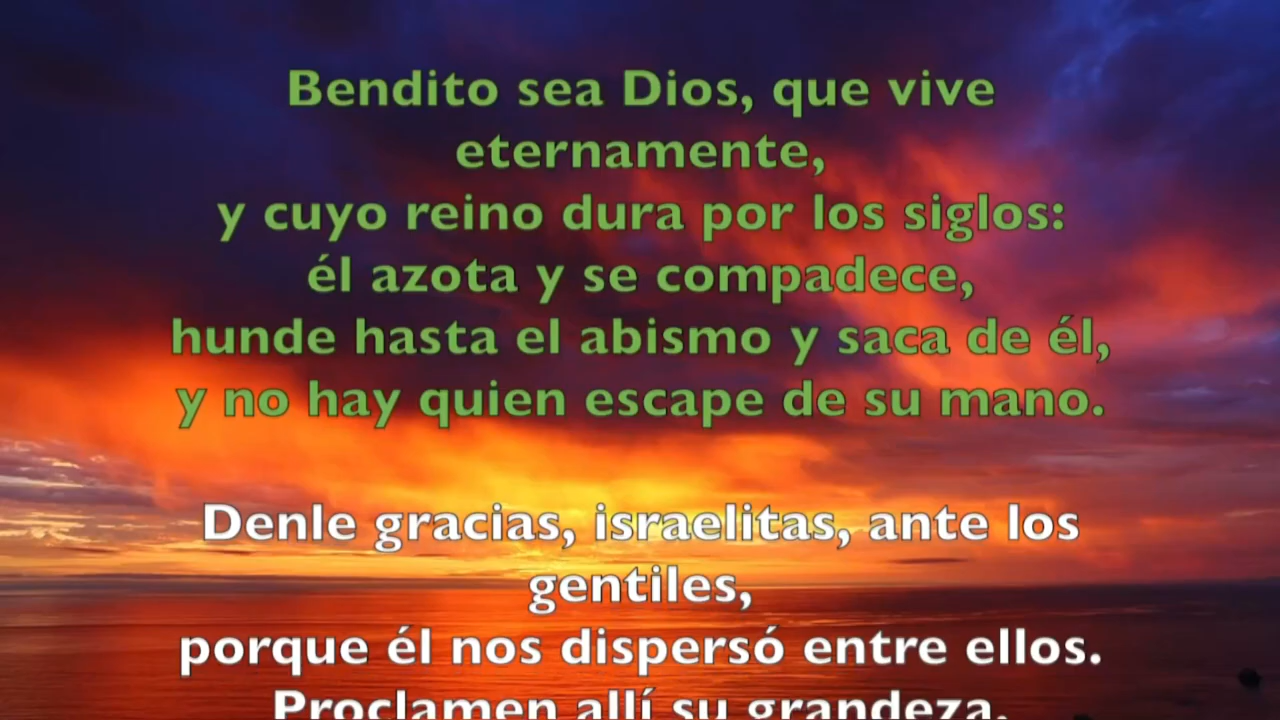 Bendito sea Dios, que vive
eternamente,
y cuyo reino dura por los siglos:
él azota y se compadece,
hunde hasta el abismo y saca de él,
y no hay quien escape de su mano.
Denle gracias, israelitas, ante los
gentiles,
porque él nos dispersó entre ellos.
Proclamen allí su grandeza,